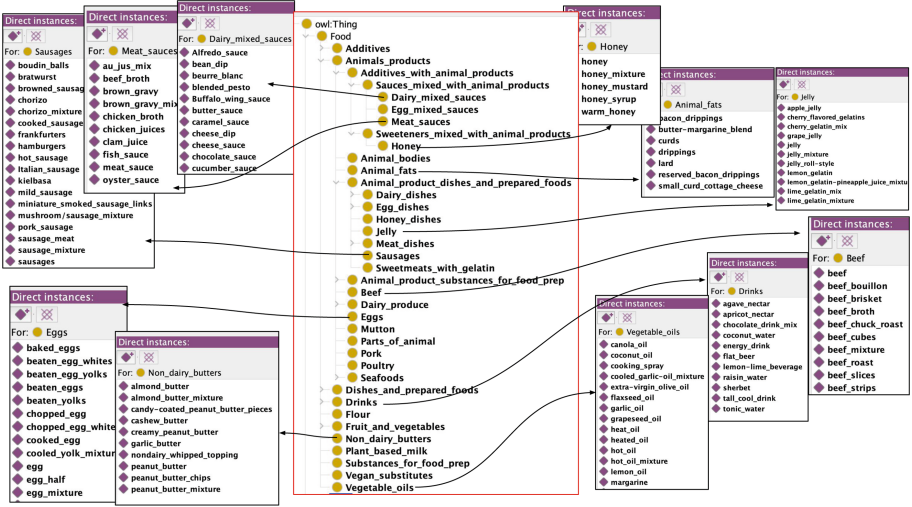 Direct instances:
For: Sausages
boudin_balls
bratwurst
browned_sausag
chorizo
chorizo_mixture
cooked_sausage
frankfurters
hamburgers
hot_sausage
Italian_sausage
kielbasa
mild_sausage
miniature_smoked_sausage_links
mushroom/sausage_mixture
pork_sausage
sausage_meat
sausage_mixture
sausages
Direct instances:
For: Meat_sauces
au_jus_mix
beef_broth
brown_gravy
brown_gravy_mix
chicken_broth
chicken_juices
clam_juice
fish_sauce
meat_sauce
oyster_sauce
Direct instances:
For: Dairy_mixed_sauces
Alfredo_sauce
bean_dip
beurre_blanc
blended_pesto
Buffalo_wing_sauce
butter_sauce
caramel_sauce
cheese_dip
cheese_sauce
chocolate_sauce
cucumber_sauce
owl:Thing
Food
Additives
Animals_products
Additives_with_animal_products
Sauces_mixed_with_animal_products
Dairy_mixed_sauces
Egg_mixed_sauces
Meat_sauces
Sweeteners_mixed_with_animal_products
Honey
Animal_bodies
Animal_fats
Animal_product_dishes_and_prepared_foods
Dairy_dishes
Egg_dishes
Honey_dishes
Jelly
Meat_dishes
Sausages
Sweetmeats_with_gelatin
Animal_product_substances_for_food_prep
Beef
Dairy_produce
Eggs
Mutton
Parts_of_animal
Pork
Poultry
Seafoods
Dishes_and_prepared_foods
Drinks
Flour
Fruit_and_vegetables
Non_dairy_butters
Plant_based_milk
Substances_for_food_prep
Vegan_substitutes
Vegetable_oils
Direct instances:
: Honey
honey
honey_mixture
honey_mustard
honey_syrup
warm_honey
Direct instances:
Animal_fats
bacon_drippings
butter-margarine_blend
curds
drippings
lard
reserved_bacon_drippings
small_curd_cottage_cheese
Direct instances:
For: Jelly
apple_jelly
cherry_flavored_gelatins
cherry_gelatin_mix
grape_jelly
jelly
jelly_mixture
jelly_roll-style
lemon_gelatin
lemon_gelatin-pineapple_juice_mixtu
lime_gelatin_mix
lime_gelatin_mixture
Direct instances:
For: Eggs
baked_eggs
beaten_egg_whites
beaten_egg_yolks
beaten_eggs
beaten_yolks
chopped_egg
chopped_egg_white
cooked_egg
cooled_yolk_mixtur
egg
egg_half
egg_mixture
Direct instances:
For: Non_dairy_butters
almond_butter
almond_butter_mixture
candy-coated_peanut_butter_pieces
cashew_butter
creamy_peanut_butter
garlic_butter
nondairy_whipped_topping
peanut_butter
peanut_butter_chips
peanut_butter_mixture
Direct instances:
For: Vegetable_oils
canola_oil
coconut_oil
cooking_spray
cooled_garlic-oil_mixture
extra-virgin_olive_oil
flaxseed_oil
garlic_oil
grapeseed_oil
heat_oil
heated_oil
hot_oil
hot_oil_mixture
lemon_oil
margarine
Direct instances:
For: Drinks
agave_nectar
apricot_nectar
chocolate_drink_mix
coconut_water
energy_drink
flat_beer
lemon-lime_beverage
raisin_water
sherbet
tall_cool_drink
tonic_water
Direct instances:
For: Beef
beef
beef_bouillon
beef_brisket
beef_broth
beef_chuck_roast
beef_cubes
beef_mixture
beef_roast
beef_slices
beef_strips